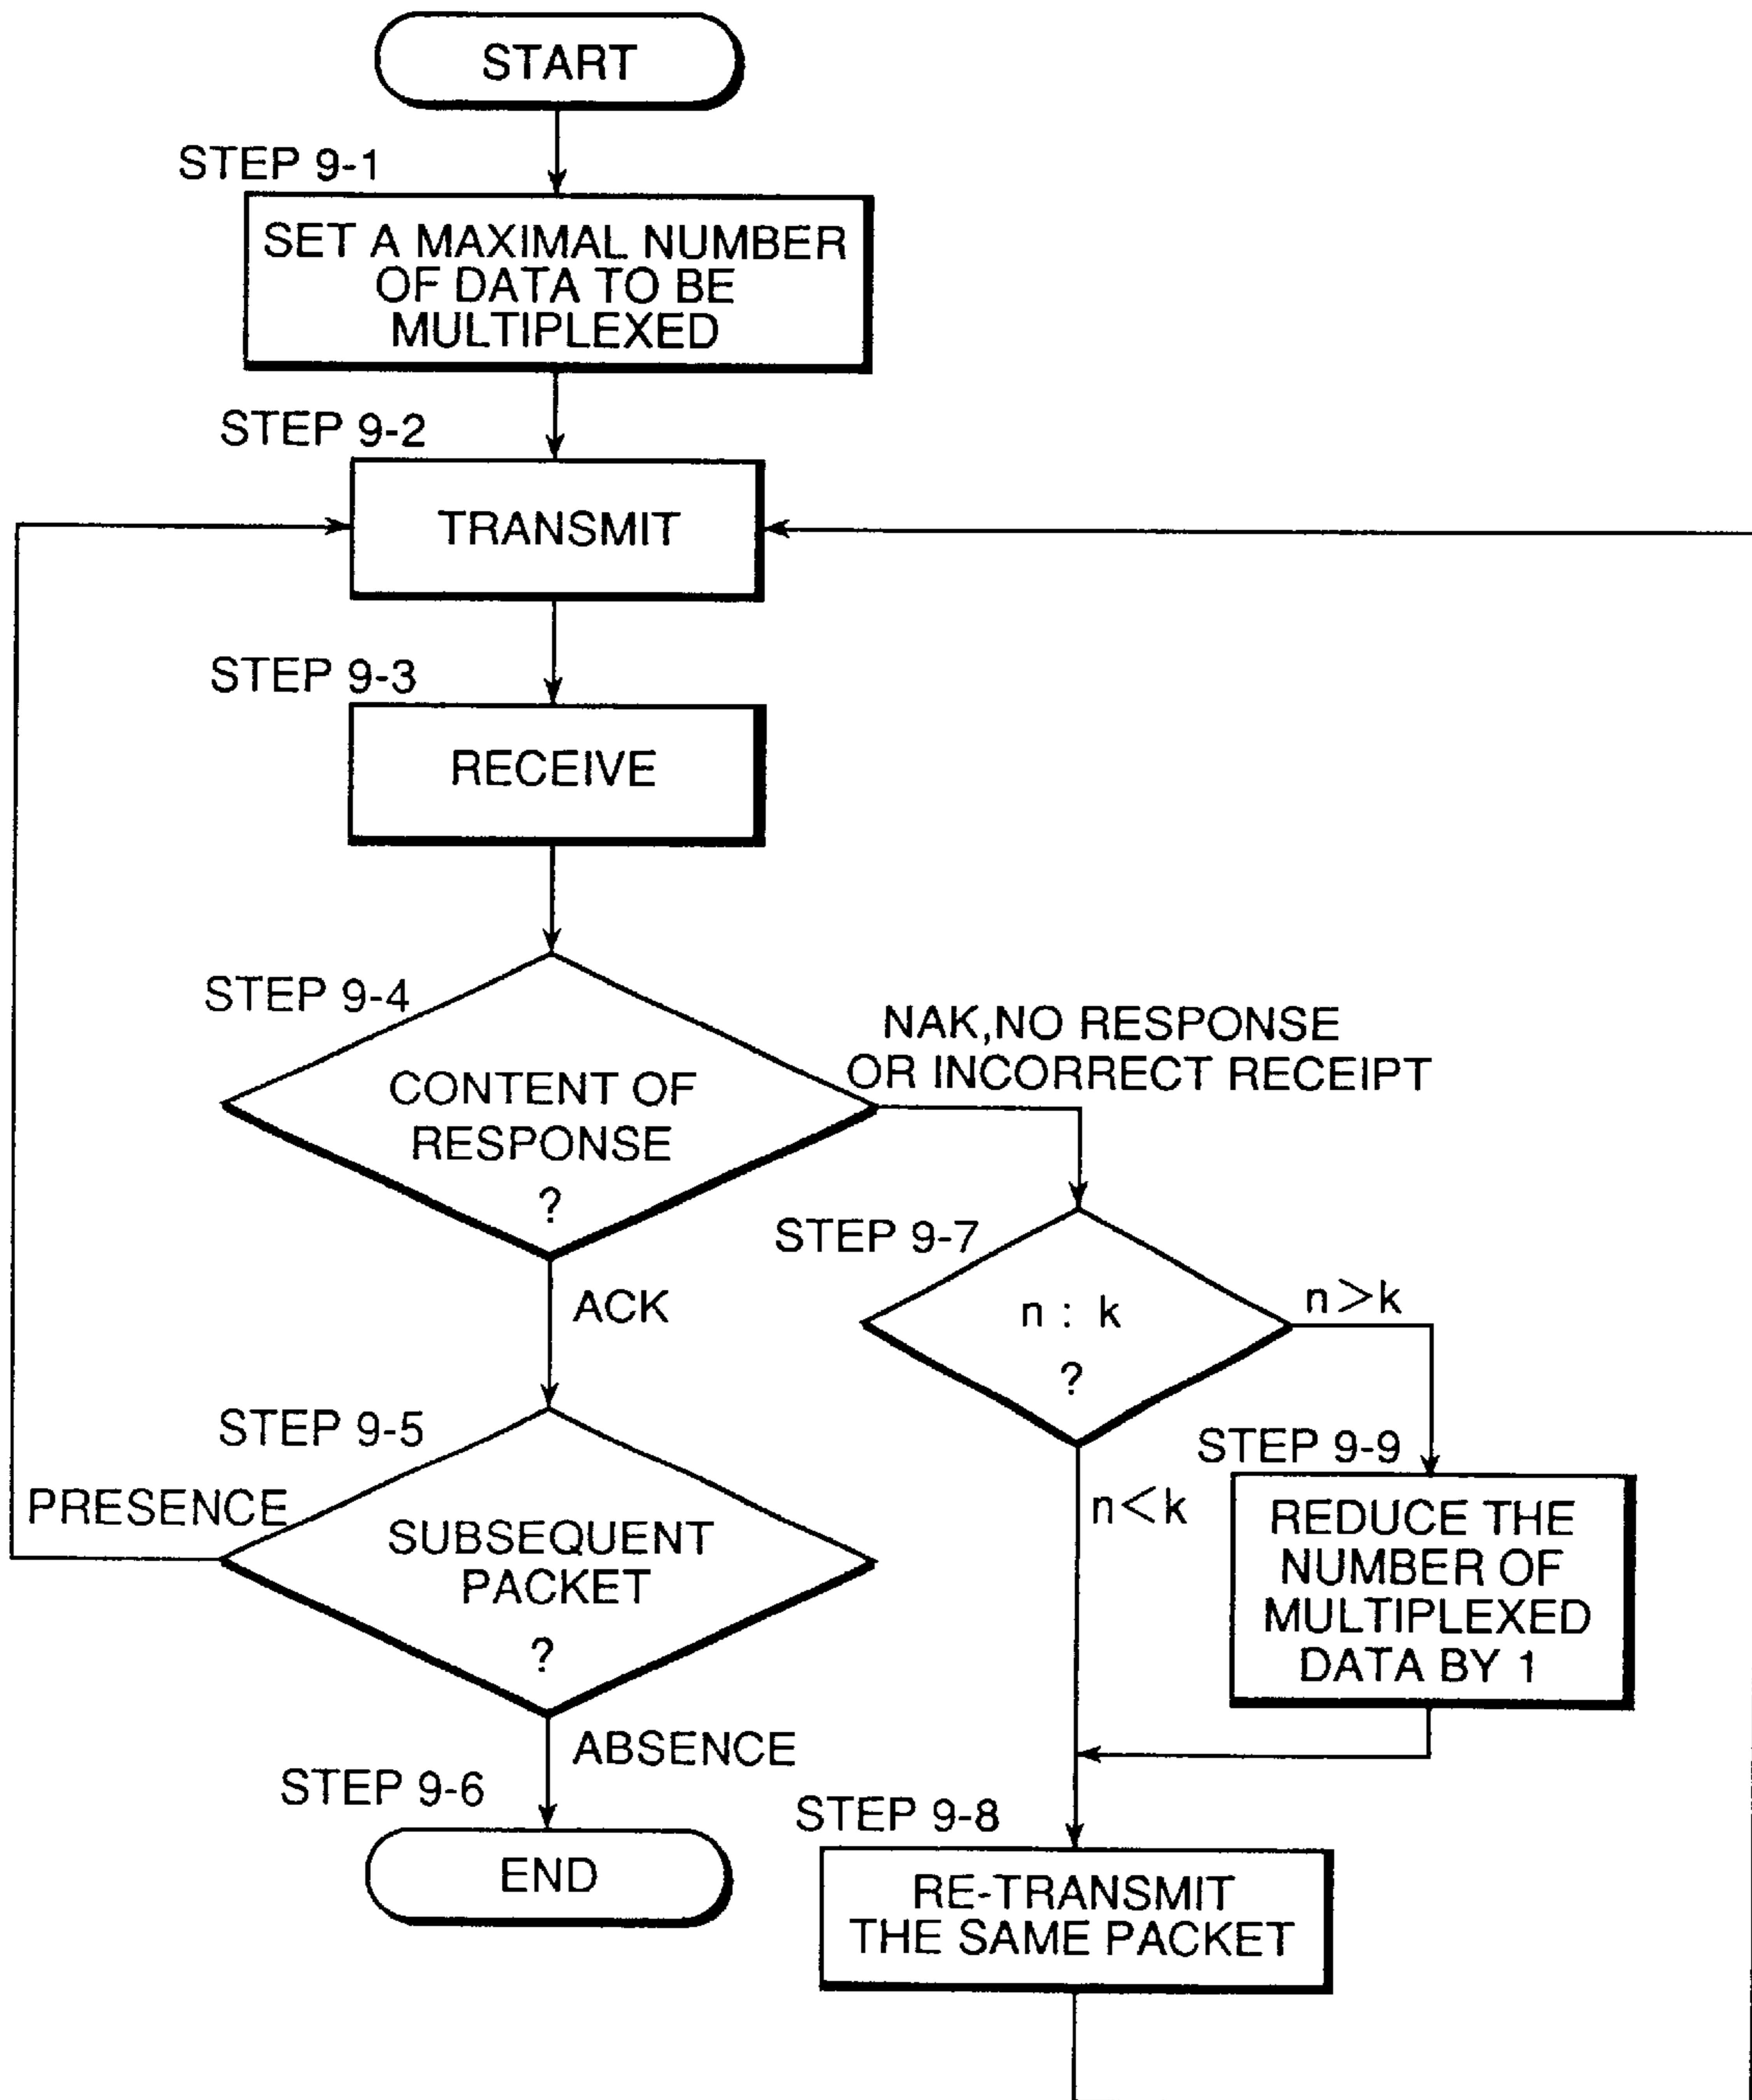 START
STEP 9-1
SET A MAXIMAL NUMBER
OF DATA TO BE
MULTIPLEXED
STEP 9-2
TRANSMIT
STEP 9-3
RECEIVE
STEP 9-4
CONTENT OF
RESPONSE
?
NAK,NO RESPONSE
OR INCORRECT RECEIPT
ACK
STEP 9-7
n : k
?
n>k
n<k
STEP 9-5
PRESENCE
SUBSEQUENT
PACKET
?
ABSENCE
STEP 9-9
REDUCE THE
NUMBER OF
MULTIPLEXED
DATA BY 1
STEP 9-6
END
STEP 9-8
RE-TRANSMIT
THE SAME PACKET